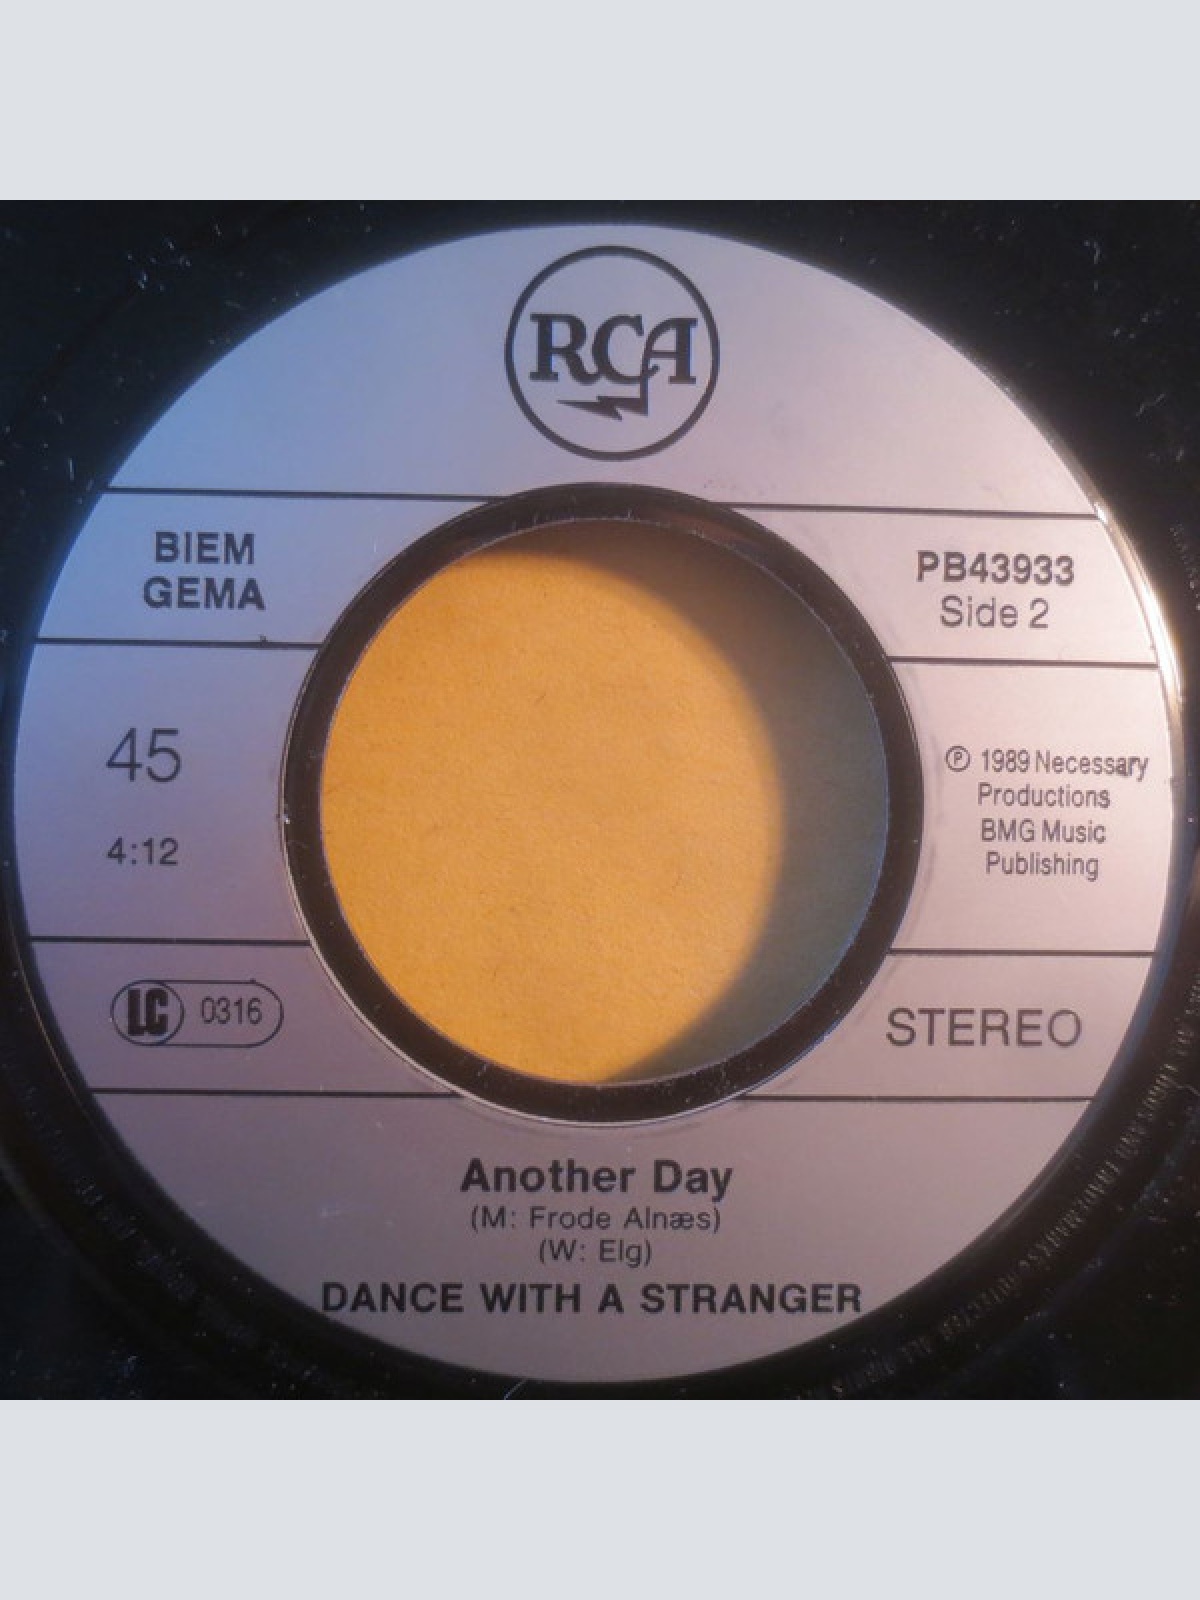 RCA
BIEM
GEMA
PB43933
Side 2
45
4:12
Ⓟ 1989 Necessary
Productions
BMG Music
Publishing
LC 0316
STEREO
Another Day
(M: Frode Alnæs)
(W: Elg)
DANCE WITH A STRANGER